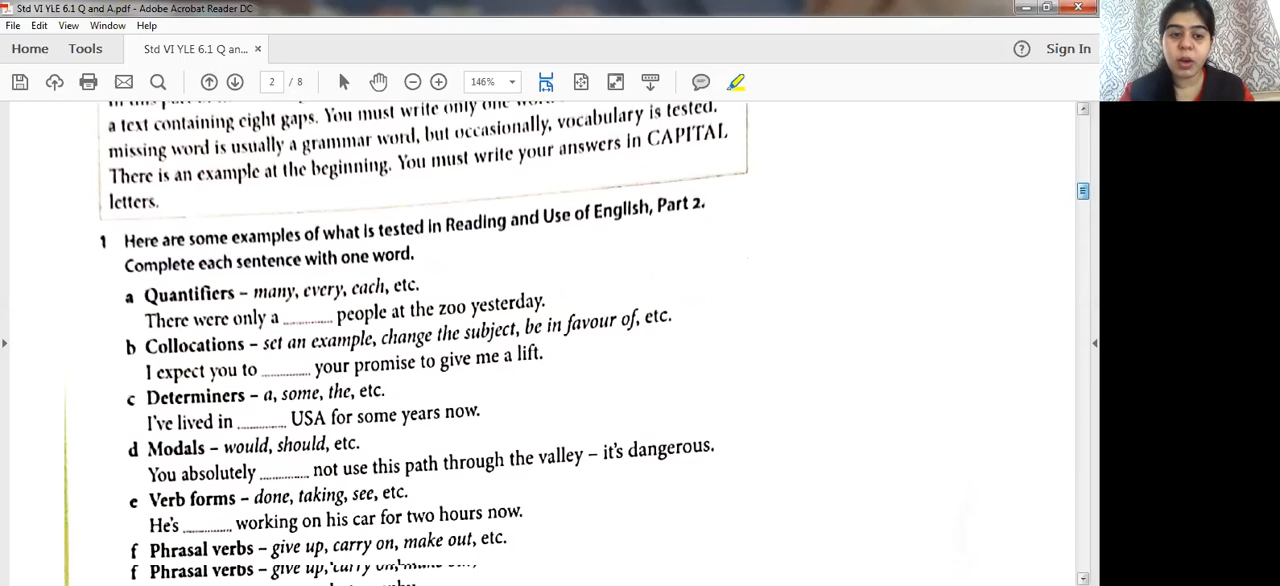 Std VI YLE 6.1 Q and A.pdf - Adobe Acrobat Reader DC
File Edit View Window Help
Home Tools Std VI YLE 6.1 Q an... × Sign In
2 / 8 146%
a text containing eight gaps. You must write only one
missing word is usually a grammar word, but occasionally, vocabulary is tested.
There is an example at the beginning. You must write your answers in CAPITAL
letters.
1 Here are some examples of what is tested in Reading and Use of English, Part 2.
Complete each sentence with one word.
a Quantifiers – many, every, each, etc.
There were only a ............ people at the zoo yesterday.
b Collocations – set an example, change the subject, be in favour of, etc.
I expect you to ............ your promise to give me a lift.
c Determiners – a, some, the, etc.
I've lived in ............ USA for some years now.
d Modals – would, should, etc.
You absolutely ............ not use this path through the valley – it's dangerous.
e Verb forms – done, taking, see, etc.
He's ............ working on his car for two hours now.
f Phrasal verbs – give up, carry on, make out, etc.
f Phrasal verbs – give up, carry on,